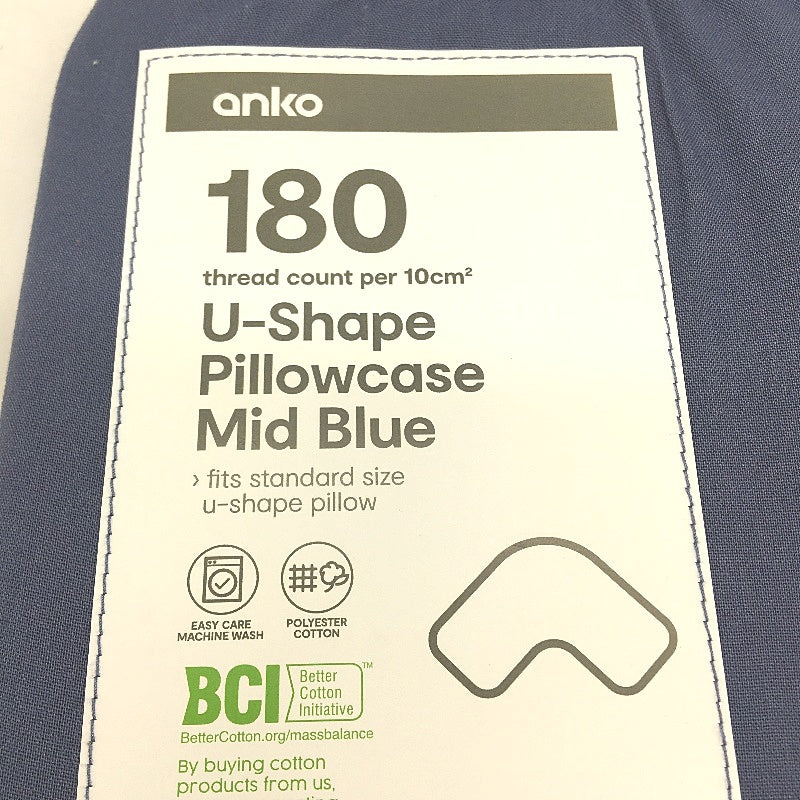 anko
180
thread count per 10cm²
U-Shape
Pillowcase
Mid Blue
› fits standard size
u-shape pillow
EASY CARE
MACHINE WASH
POLYESTER
COTTON
BCI
Better
Cotton
Initiative
TM
BetterCotton.org/massbalance
By buying cotton
products from us,